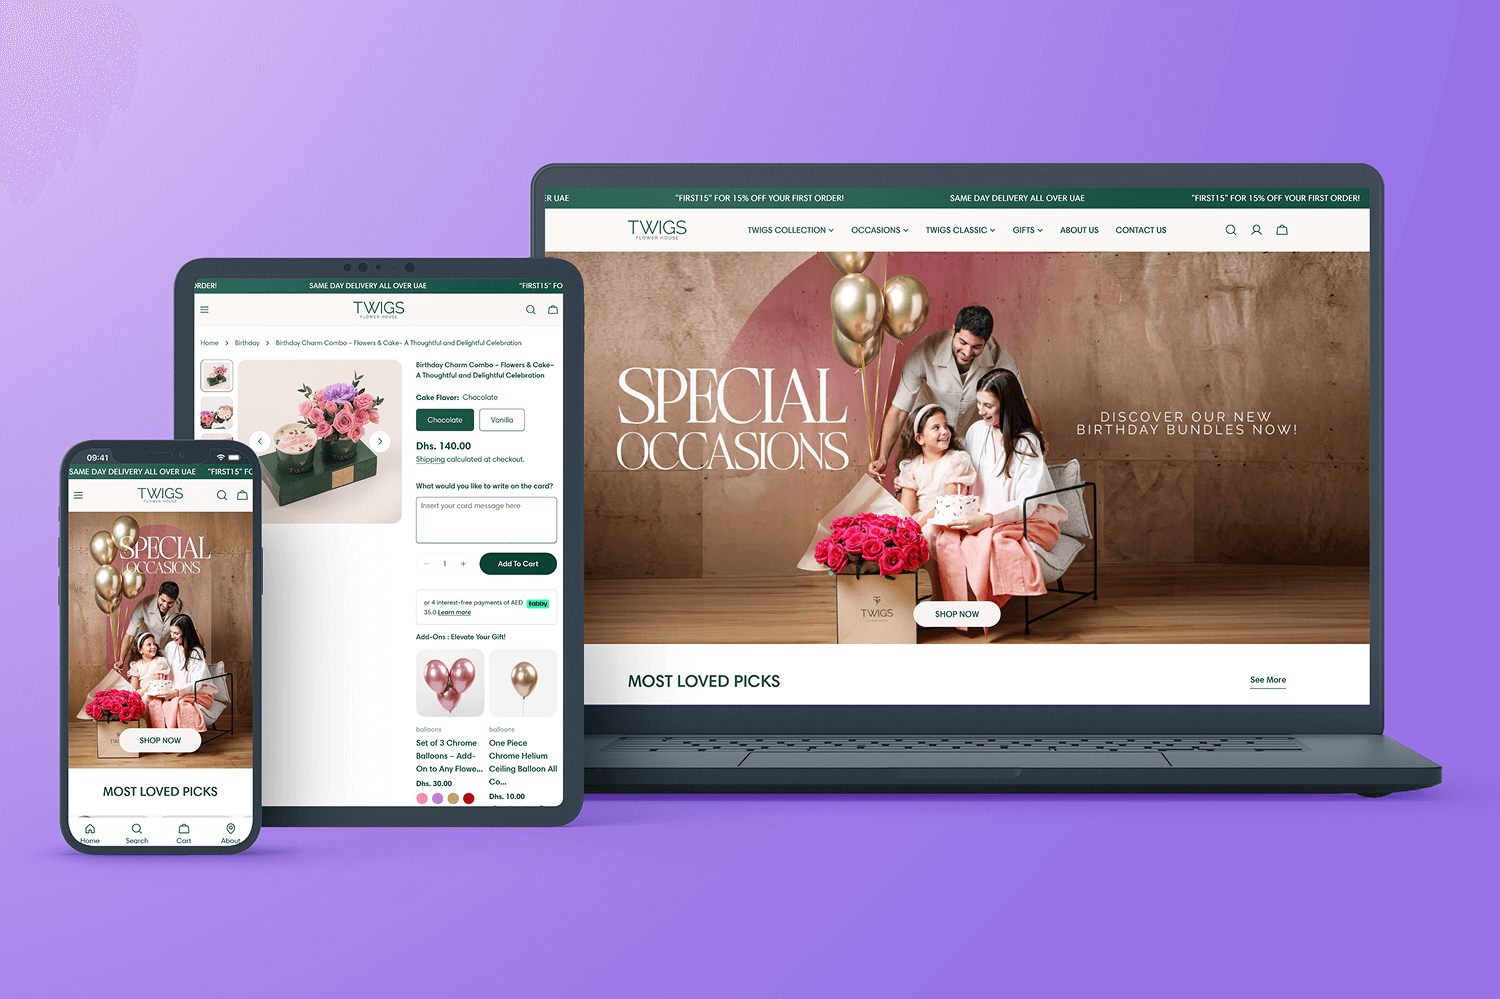 ER UAE "FIRST15" FOR 15% OFF YOUR FIRST ORDER! SAME DAY DELIVERY ALL OVER UAE "FIRST15" FOR 15% OFF YOUR FIRST ORDER!
TWIGS
FLOWER HOUSE
TWIGS COLLECTION OCCASIONS TWIGS CLASSIC GIFTS ABOUT US CONTACT US
SPECIAL
OCCASIONS
DISCOVER OUR NEW
BIRTHDAY BUNDLES NOW!
TWIGS
FLOWER HOUSE
SHOP NOW
MOST LOVED PICKS
See More
ORDER! SAME DAY DELIVERY ALL OVER UAE "FIRST15" FO
TWIGS
FLOWER HOUSE
Home > Birthday > Birthday Charm Combo – Flowers & Cake– A Thoughtful and Delightful Celebration
Birthday Charm Combo – Flowers & Cake–
A Thoughtful and Delightful Celebration
Cake Flavor: Chocolate
Chocolate Vanilla
Dhs. 140.00
Shipping calculated at checkout.
What would you like to write on the card?
Insert your card message here
− 1 +
Add To Cart
or 4 interest-free payments of AED
35.0 Learn more
tabby
Add-Ons : Elevate Your Gift!
balloons
Set of 3 Chrome
Balloons – Add-
On to Any Flowe...
Dhs. 30.00
balloons
One Piece
Chrome Helium
Ceiling Balloon All
Co...
Dhs. 10.00
09:41
SAME DAY DELIVERY ALL OVER UAE "FIRST15" FO
TWIGS
FLOWER HOUSE
SPECIAL
OCCASIONS
SHOP NOW
MOST LOVED PICKS
Home Search Cart About